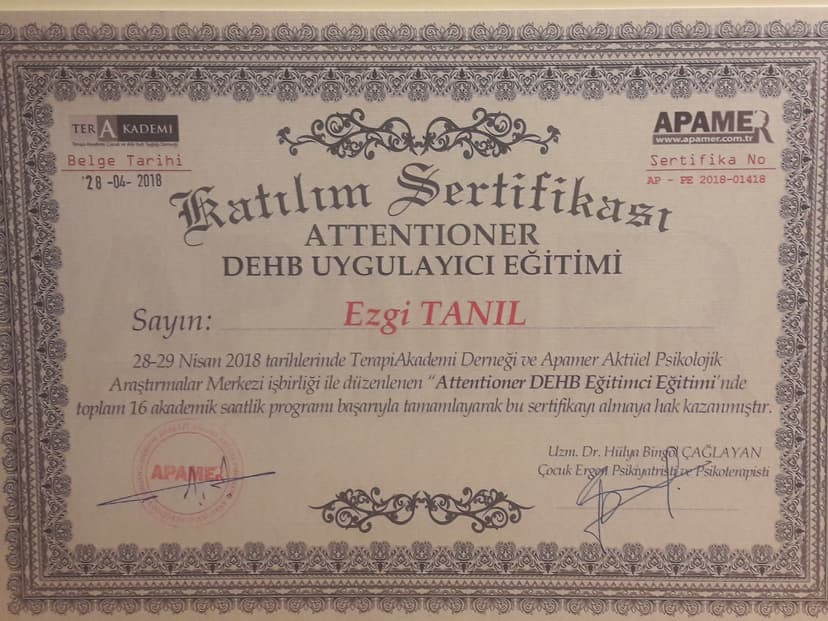 TERAKADEMI
Belge Tarihi
28 -04- 2018
APAMER
www.apamer.com.tr
Sertifika No
AP - PE 2018-01418
Katılım Sertifikası
ATTENTIONER
DEHB UYGULAYICI EĞİTİMİ
Sayın: Ezgi TANIL
28-29 Nisan 2018 tarihlerinde TerapiAkademi Derneği ve Apamer Aktüel Psikolojik
Araştırmalar Merkezi işbirliği ile düzenlenen "Attentioner DEHB Eğitimci Eğitimi'nde
toplam 16 akademik saatlik programı başarıyla tamamlayarak bu sertifikayı almaya hak kazanmıştır.
APAMER
Uzm. Dr. Hülya Bingöl ÇAĞLAYAN
Çocuk Ergen Psikiyatristi ve Psikoterapisti